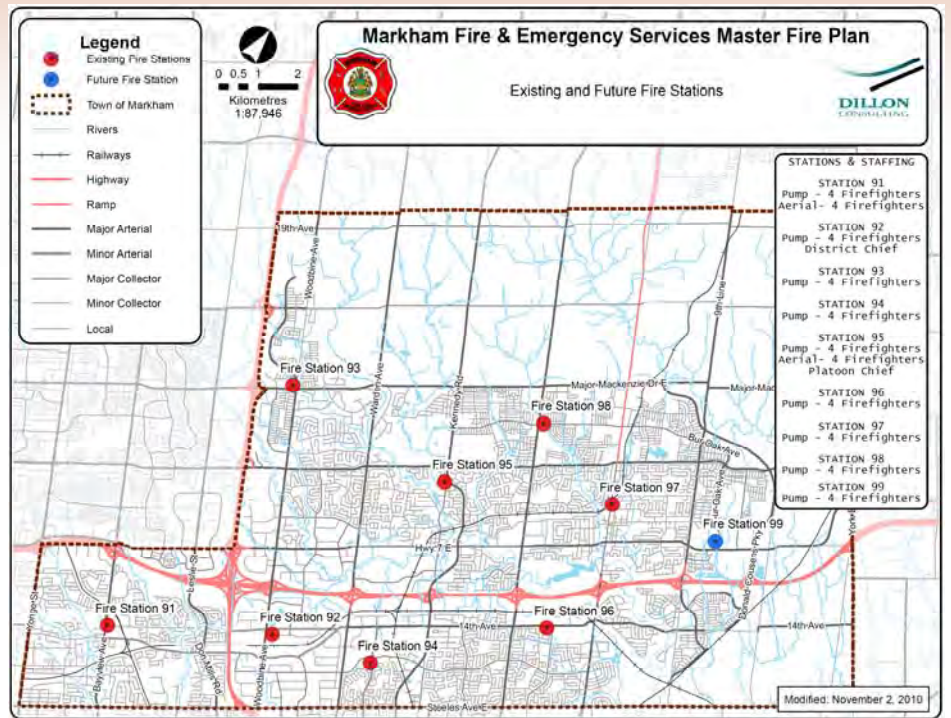 Legend
Existing Fire Stations
Future Fire Station
Town of Markham
Rivers
Railways
Highway
Ramp
Major Arterial
Minor Arterial
Major Collector
Minor Collector
Local
0 0.5 1 2
Kilometres
1:87,946
Markham Fire & Emergency Services Master Fire Plan
Existing and Future Fire Stations
DILLON
CONSULTING
STATIONS & STAFFING
STATION 91
Pump - 4 Firefighters
Aerial- 4 Firefighters
STATION 92
Pump - 4 Firefighters
District Chief
STATION 93
Pump - 4 Firefighters
STATION 94
Pump - 4 Firefighters
STATION 95
Pump - 4 Firefighters
Aerial- 4 Firefighters
Platoon Chief
STATION 96
Pump - 4 Firefighters
STATION 97
Pump - 4 Firefighters
STATION 98
Pump - 4 Firefighters
STATION 99
Pump - 4 Firefighters
19th Ave
Woodbine Ave
9th Line
Fire Station 93
Warden Ave
Kennedy Rd
Major Mackenzie Dr E
Major Mac
Fire Station 98
Bur Oak Ave
Fire Station 95
Fire Station 97
Fire Station 99
Hwy 7 E
Leslie St
Donald Cousens Pky
Fire Station 91
Fire Station 92
Fire Station 96
14th Ave
14th Ave
Fire Station 94
Bayview Ave
Don Mills Rd
Woodbine Ave
Steeles Ave E
Modified: November 2, 2010